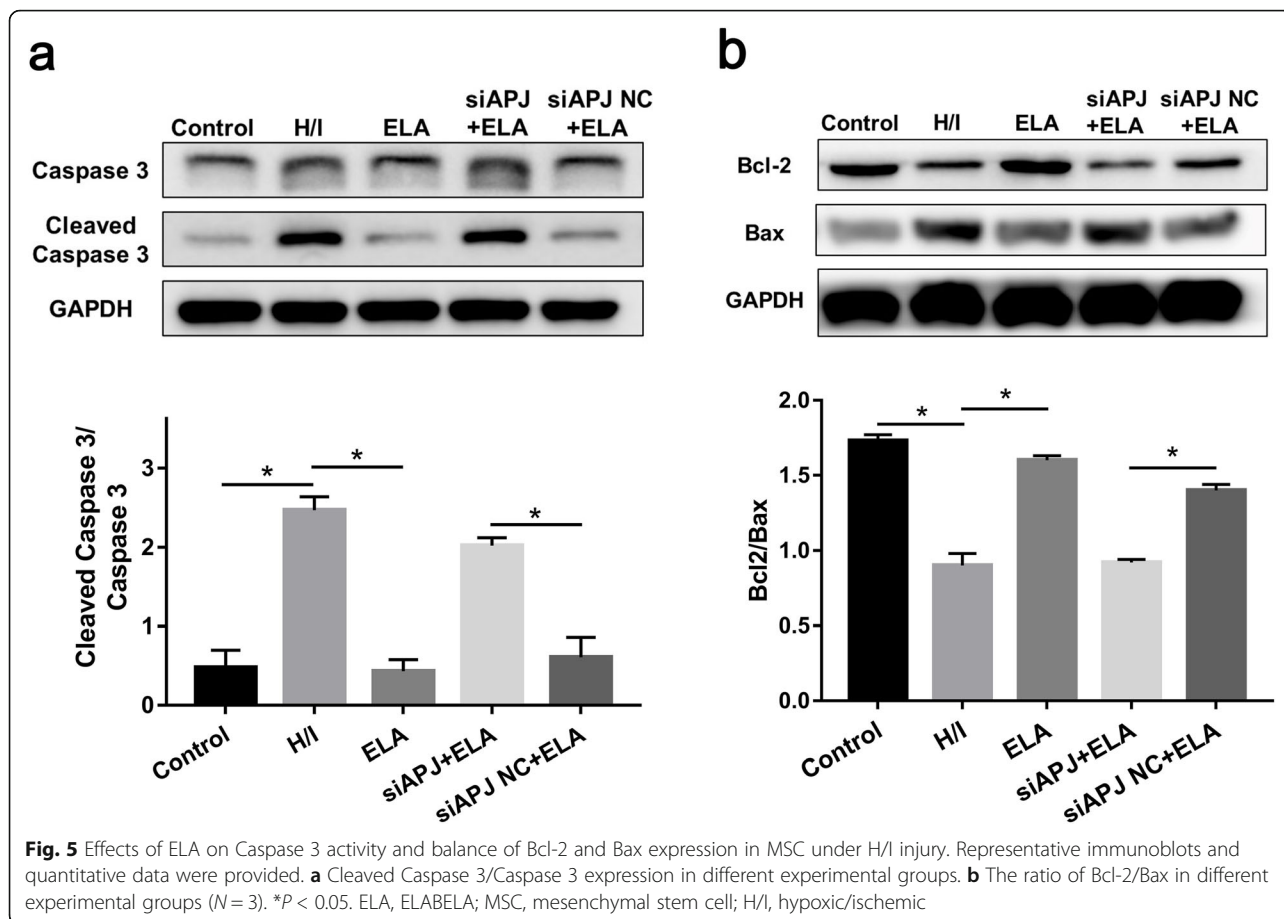 a
siAPJ siAPJ NC
Control H/I ELA +ELA +ELA
Caspase 3
Cleaved
Caspase 3
GAPDH
Cleaved Caspase 3/
Caspase 3
3
2
1
0
* * *
Control H/I ELA siAPJ+ELA siAPJ NC+ELA
b
siAPJ siAPJ NC
Control H/I ELA +ELA +ELA
Bcl-2
Bax
GAPDH
Bcl2/Bax
2.0
1.5
1.0
0.5
0.0
* * *
Control H/I ELA siAPJ+ELA siAPJ NC+ELA
Fig. 5 Effects of ELA on Caspase 3 activity and balance of Bcl-2 and Bax expression in MSC under H/I injury. Representative immunoblots and
quantitative data were provided. a Cleaved Caspase 3/Caspase 3 expression in different experimental groups. b The ratio of Bcl-2/Bax in different
experimental groups (N = 3). *P < 0.05. ELA, ELABELA; MSC, mesenchymal stem cell; H/I, hypoxic/ischemic